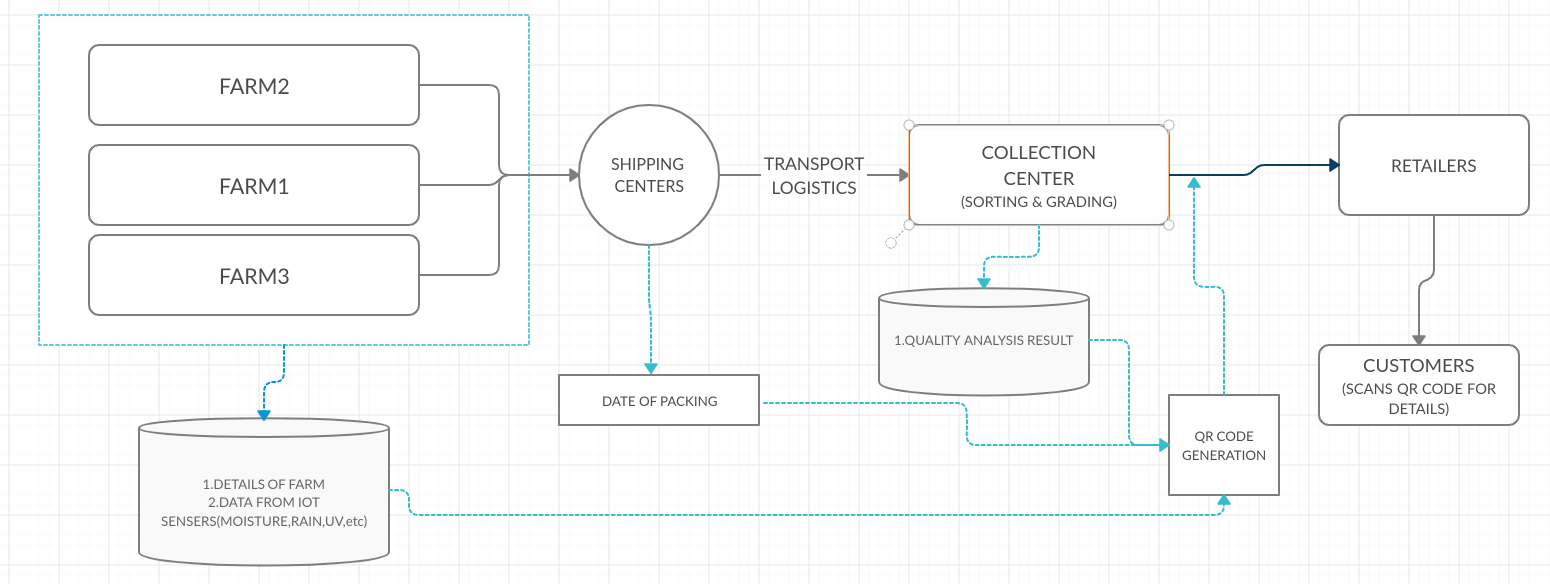 FARM2
FARM1
FARM3
SHIPPING
CENTERS
TRANSPORT
LOGISTICS
COLLECTION
CENTER
(SORTING & GRADING)
RETAILERS
1.QUALITY ANALYSIS RESULT
CUSTOMERS
(SCANS QR CODE FOR
DETAILS)
DATE OF PACKING
QR CODE
GENERATION
1.DETAILS OF FARM
2.DATA FROM IOT
SENSERS(MOISTURE,RAIN,UV,etc)